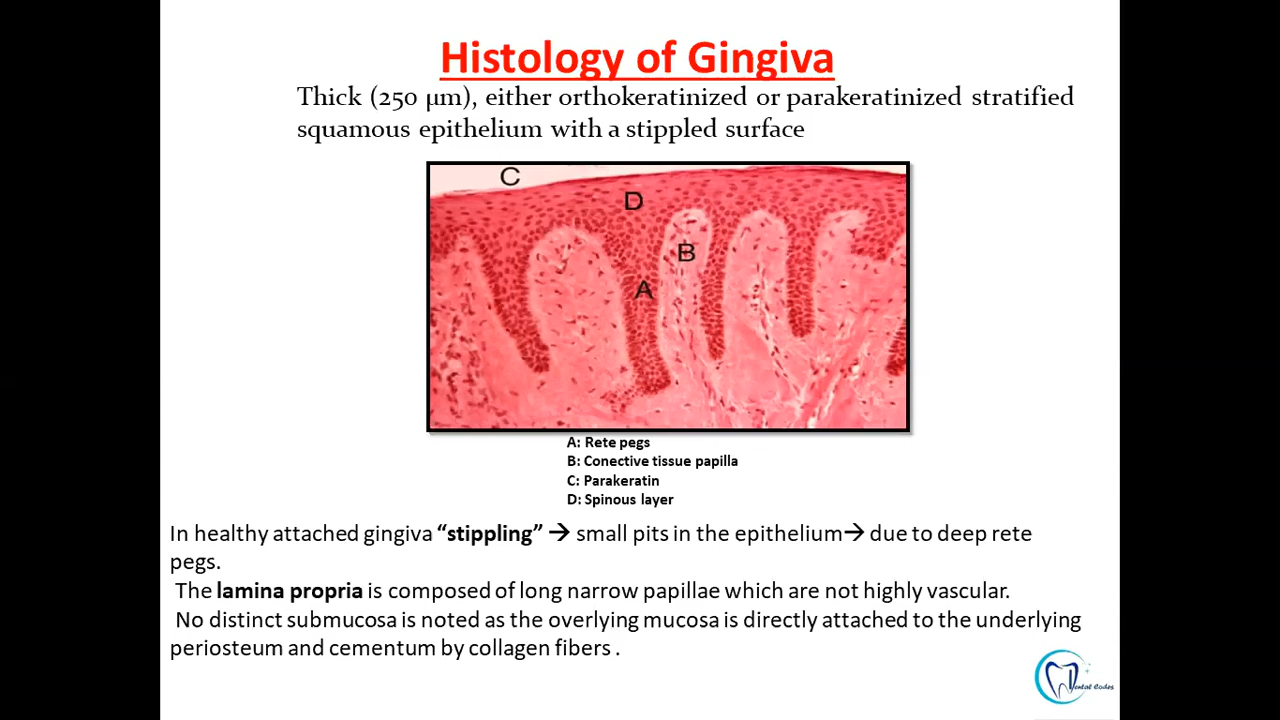 Histology of Gingiva
Thick (250 µm), either orthokeratinized or parakeratinized stratified
squamous epithelium with a stippled surface
C
D
B
A
A: Rete pegs
B: Conective tissue papilla
C: Parakeratin
D: Spinous layer
In healthy attached gingiva “stippling” → small pits in the epithelium→ due to deep rete
pegs.
The lamina propria is composed of long narrow papillae which are not highly vascular.
No distinct submucosa is noted as the overlying mucosa is directly attached to the underlying
periosteum and cementum by collagen fibers .
Dental Codes